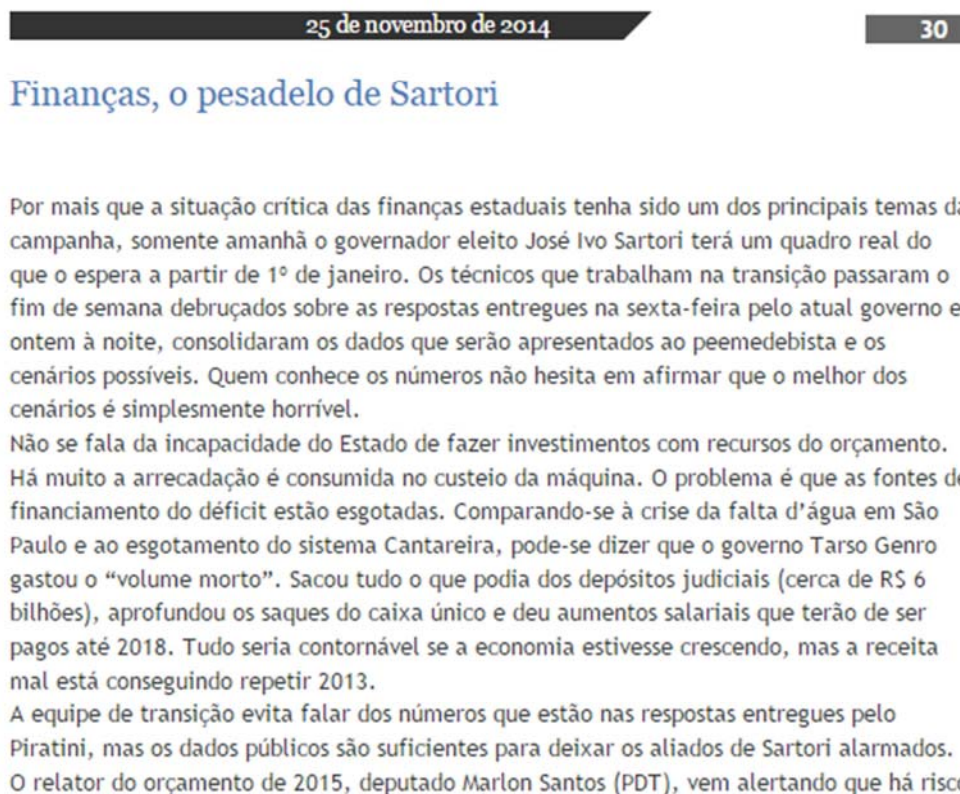 25 de novembro de 2014
30
Finanças, o pesadelo de Sartori
Por mais que a situação crítica das finanças estaduais tenha sido um dos principais temas da
campanha, somente amanhã o governador eleito José Ivo Sartori terá um quadro real do
que o espera a partir de 1º de janeiro. Os técnicos que trabalham na transição passaram o
fim de semana debruçados sobre as respostas entregues na sexta-feira pelo atual governo e
ontem à noite, consolidaram os dados que serão apresentados ao peemedebista e os
cenários possíveis. Quem conhece os números não hesita em afirmar que o melhor dos
cenários é simplesmente horrível.
Não se fala da incapacidade do Estado de fazer investimentos com recursos do orçamento.
Há muito a arrecadação é consumida no custeio da máquina. O problema é que as fontes de
financiamento do déficit estão esgotadas. Comparando-se à crise da falta d’água em São
Paulo e ao esgotamento do sistema Cantareira, pode-se dizer que o governo Tarso Genro
gastou o “volume morto”. Sacou tudo o que podia dos depósitos judiciais (cerca de R$ 6
bilhões), aprofundou os saques do caixa único e deu aumentos salariais que terão de ser
pagos até 2018. Tudo seria contornável se a economia estivesse crescendo, mas a receita
mal está conseguindo repetir 2013.
A equipe de transição evita falar dos números que estão nas respostas entregues pelo
Piratini, mas os dados públicos são suficientes para deixar os aliados de Sartori alarmados.
O relator do orçamento de 2015, deputado Marlon Santos (PDT), vem alertando que há risco